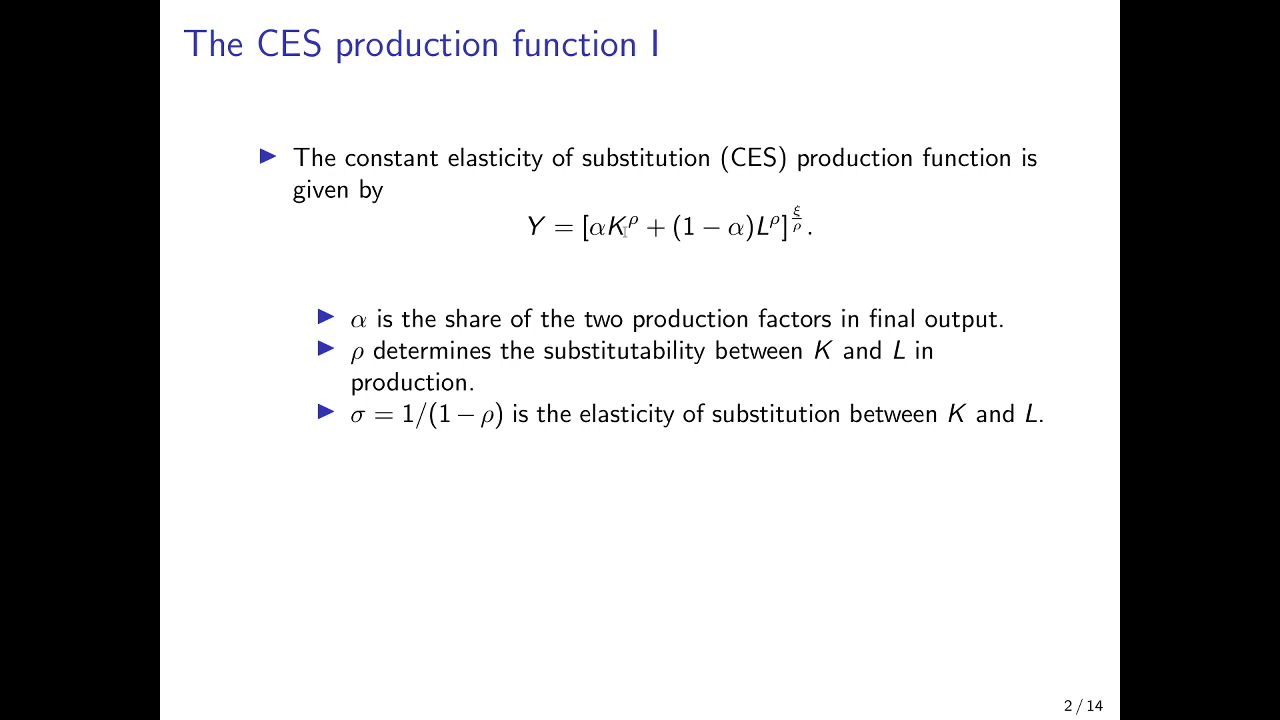 The CES production function I
▶ The constant elasticity of substitution (CES) production function is
given by
Y = [αK^ρ + (1 − α)L^ρ]^{ξ/ρ}.
▶ α is the share of the two production factors in final output.
▶ ρ determines the substitutability between K and L in
production.
▶ σ = 1/(1 − ρ) is the elasticity of substitution between K and L.
2 / 14